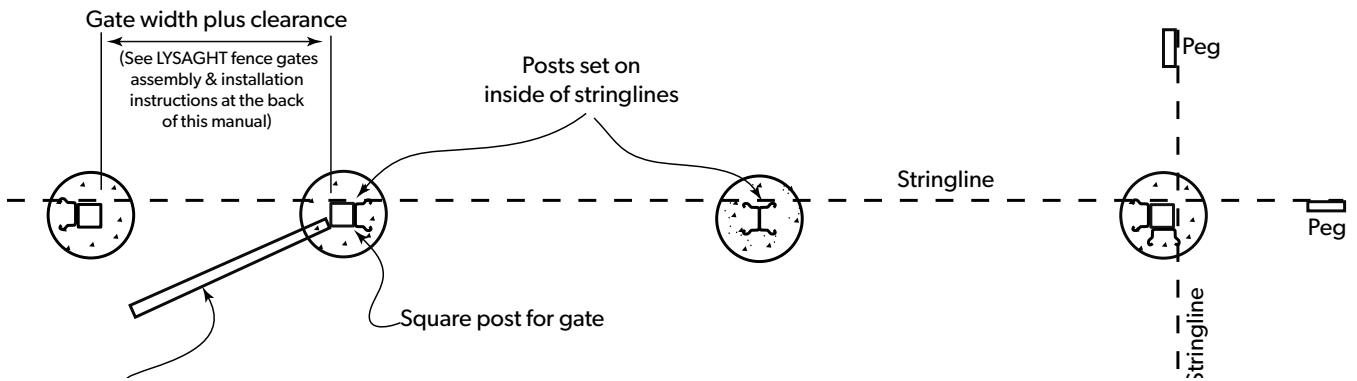 Gate width plus clearance
(See LYSAGHT fence gates
assembly & installation
instructions at the back
of this manual)
Posts set on
inside of stringlines
Peg
Stringline
Peg
Square post for gate
Stringline